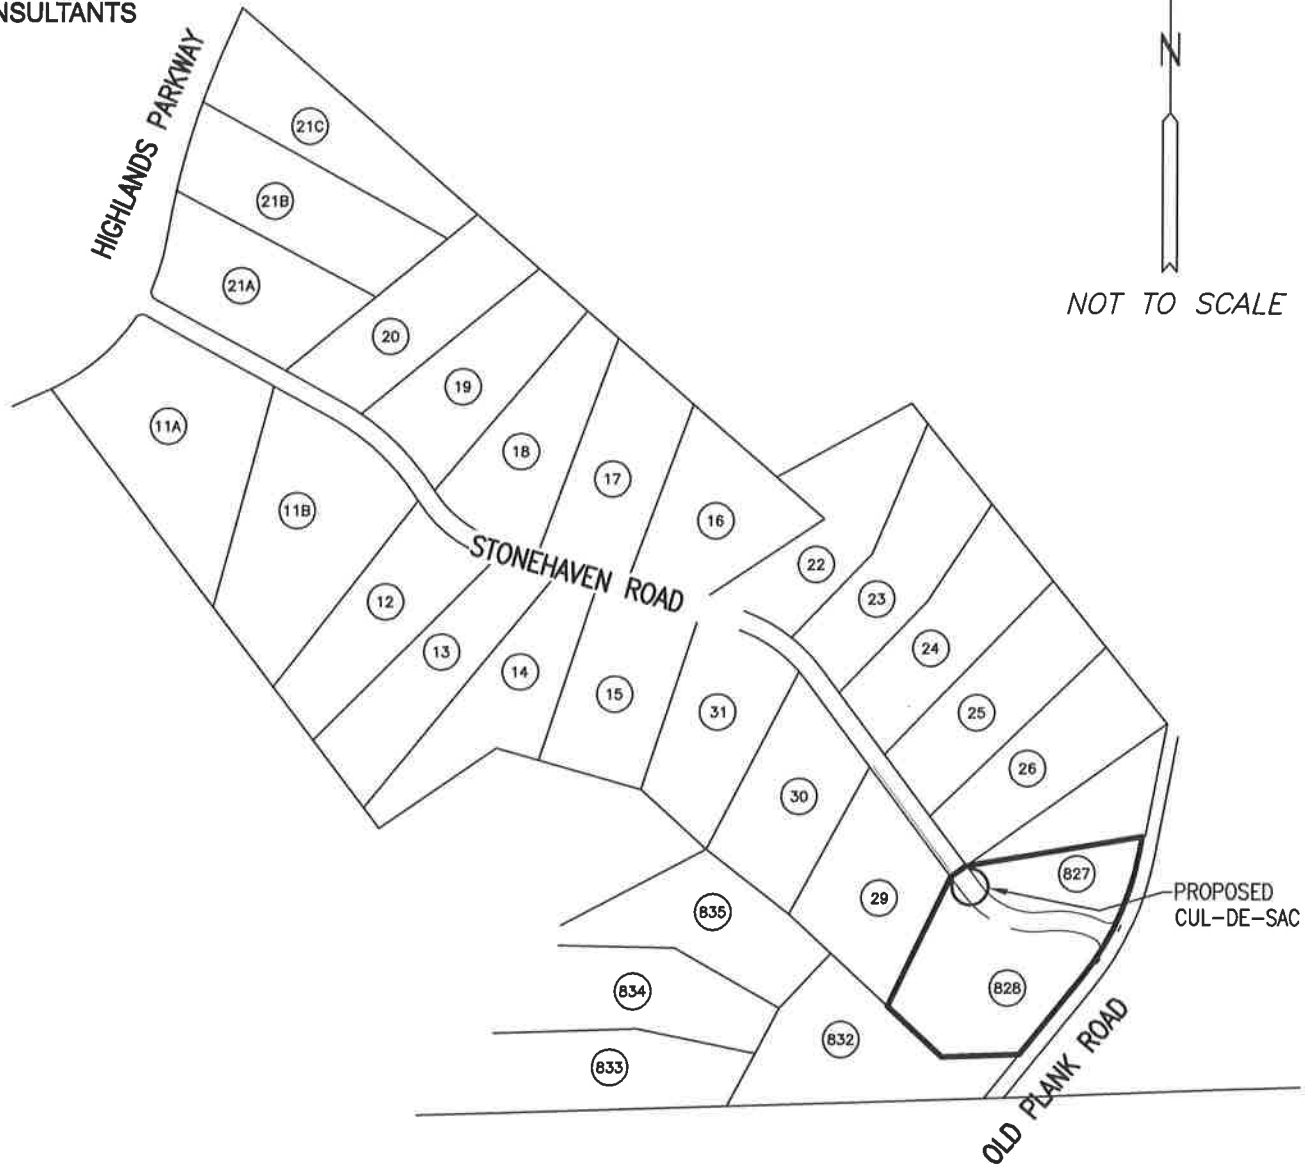 NSULTANTS
N
HIGHLANDS PARKWAY
21C
21B
21A
NOT TO SCALE
20
19
11A
18
17
11B
16
STONEHAVEN ROAD
22
23
12
24
13
14
15
31
25
26
30
827
29
PROPOSED
CUL-DE-SAC
835
828
834
832
833
OLD PLANK ROAD